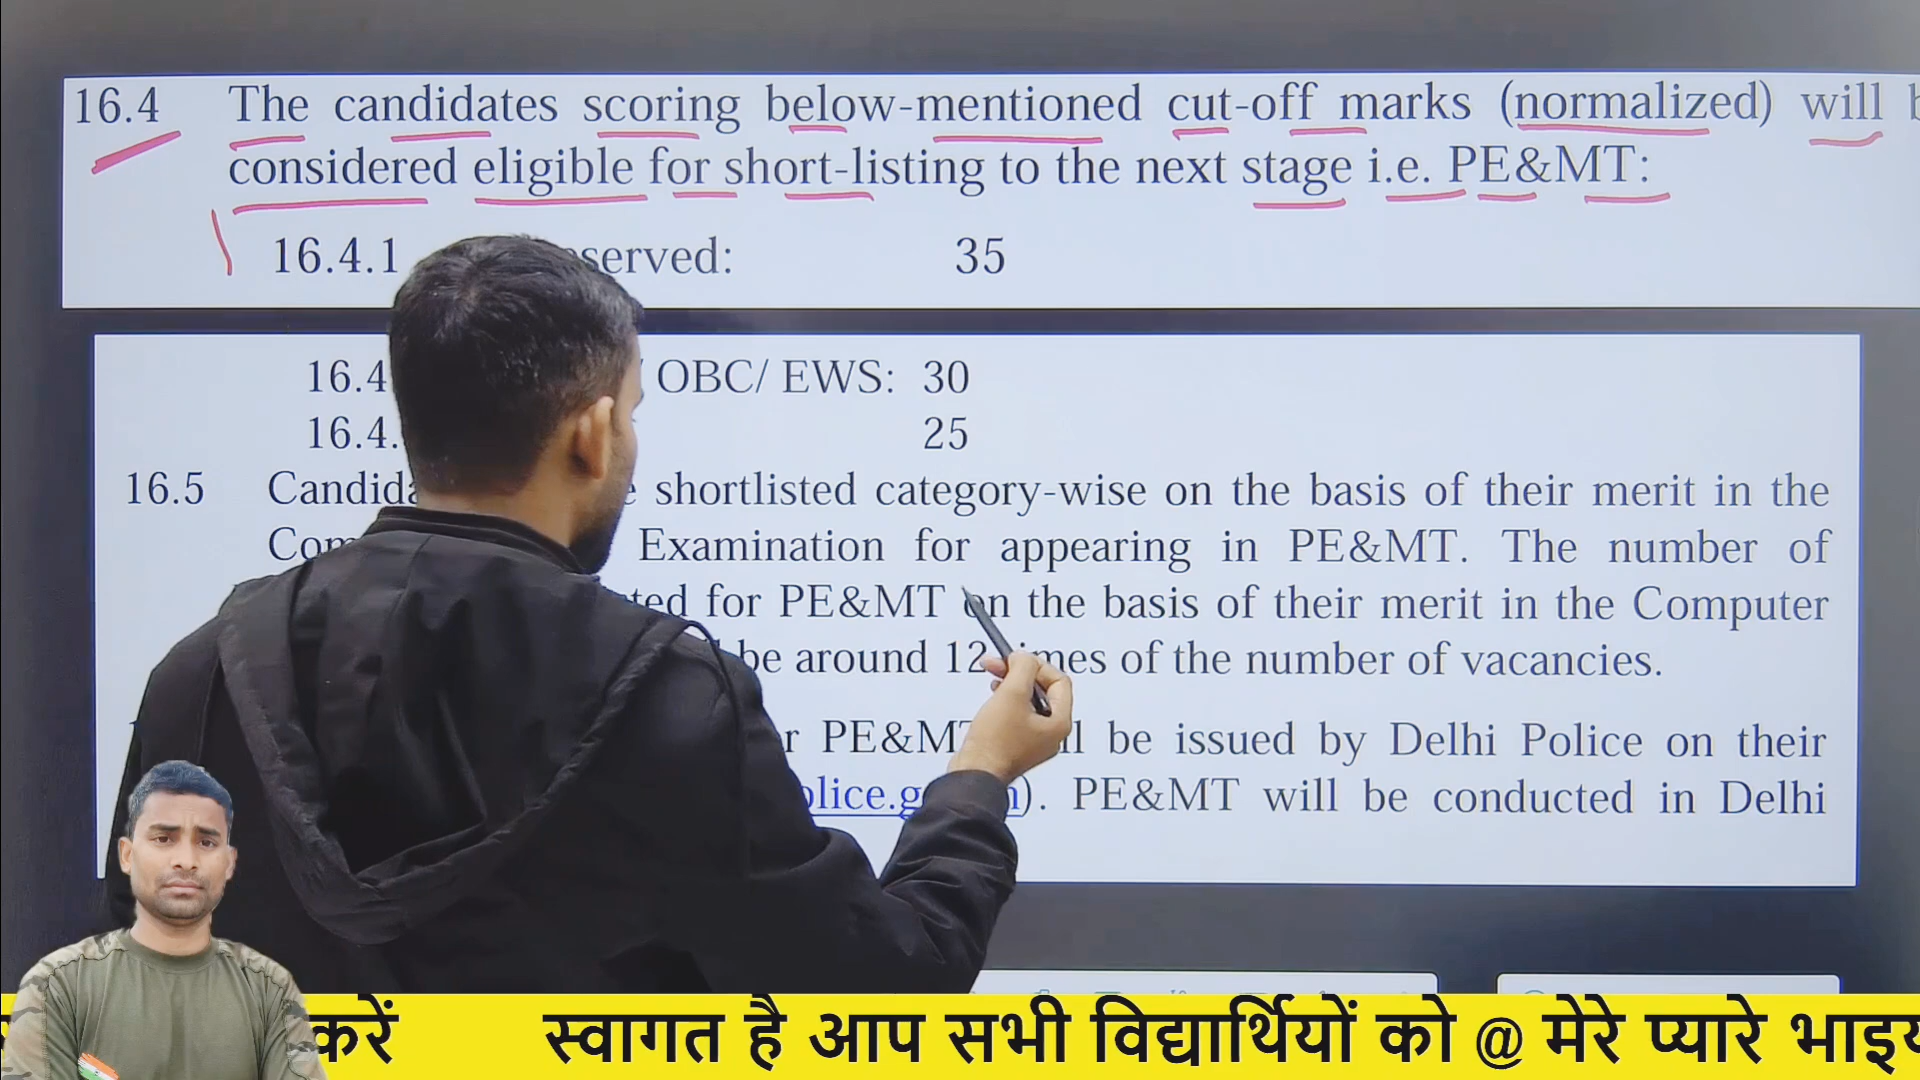 16.4 The candidates scoring below-mentioned cut-off marks (normalized) will
considered eligible for short-listing to the next stage i.e. PE&MT:
16.4.1 served: 35
16.4 OBC/ EWS: 30
16.4. 25
16.5 shortlisted category-wise on the basis of their merit in the
Examination for appearing in PE&MT. The number of
for PE&MT on the basis of their merit in the Computer
be around 12 times of the number of vacancies.
PE&MT be issued by Delhi Police on their
PE&MT will be conducted in Delhi
करें स्वागत है आप सभी विद्यार्थियों को @ मेरे प्यारे